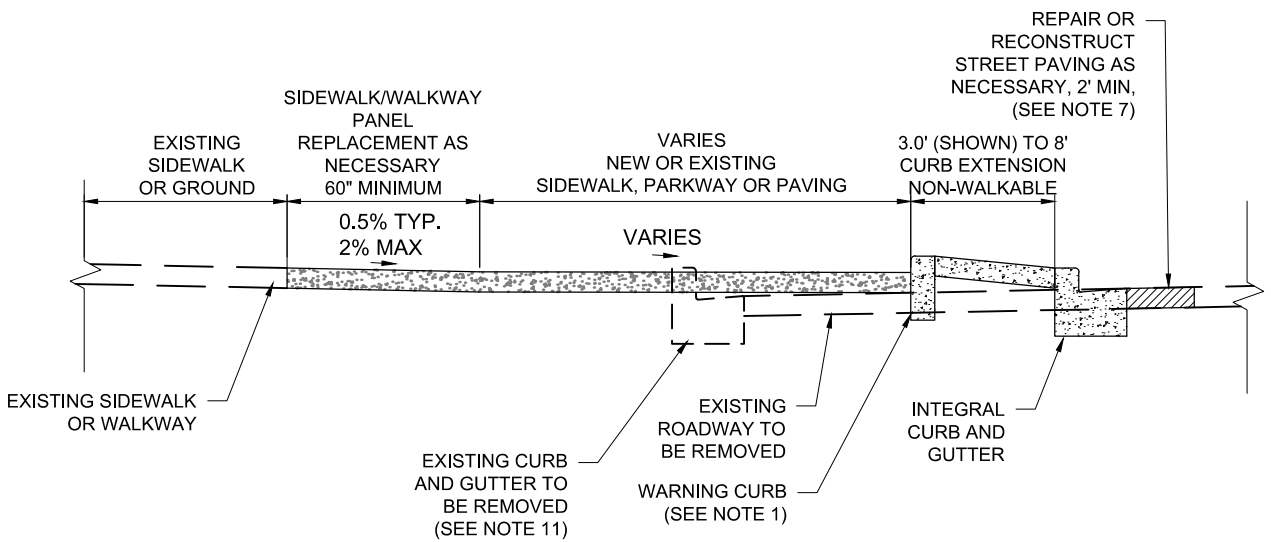 REPAIR OR
RECONSTRUCT
STREET PAVING AS
NECESSARY, 2' MIN,
(SEE NOTE 7)
SIDEWALK/WALKWAY
PANEL
REPLACEMENT AS
NECESSARY
60" MINIMUM
EXISTING
SIDEWALK
OR GROUND
VARIES
NEW OR EXISTING
SIDEWALK, PARKWAY OR PAVING
3.0' (SHOWN) TO 8'
CURB EXTENSION
NON-WALKABLE
0.5% TYP.
2% MAX
VARIES
EXISTING SIDEWALK
OR WALKWAY
EXISTING CURB
AND GUTTER TO
BE REMOVED
(SEE NOTE 11)
EXISTING
ROADWAY TO
BE REMOVED
WARNING CURB
(SEE NOTE 1)
INTEGRAL
CURB AND
GUTTER